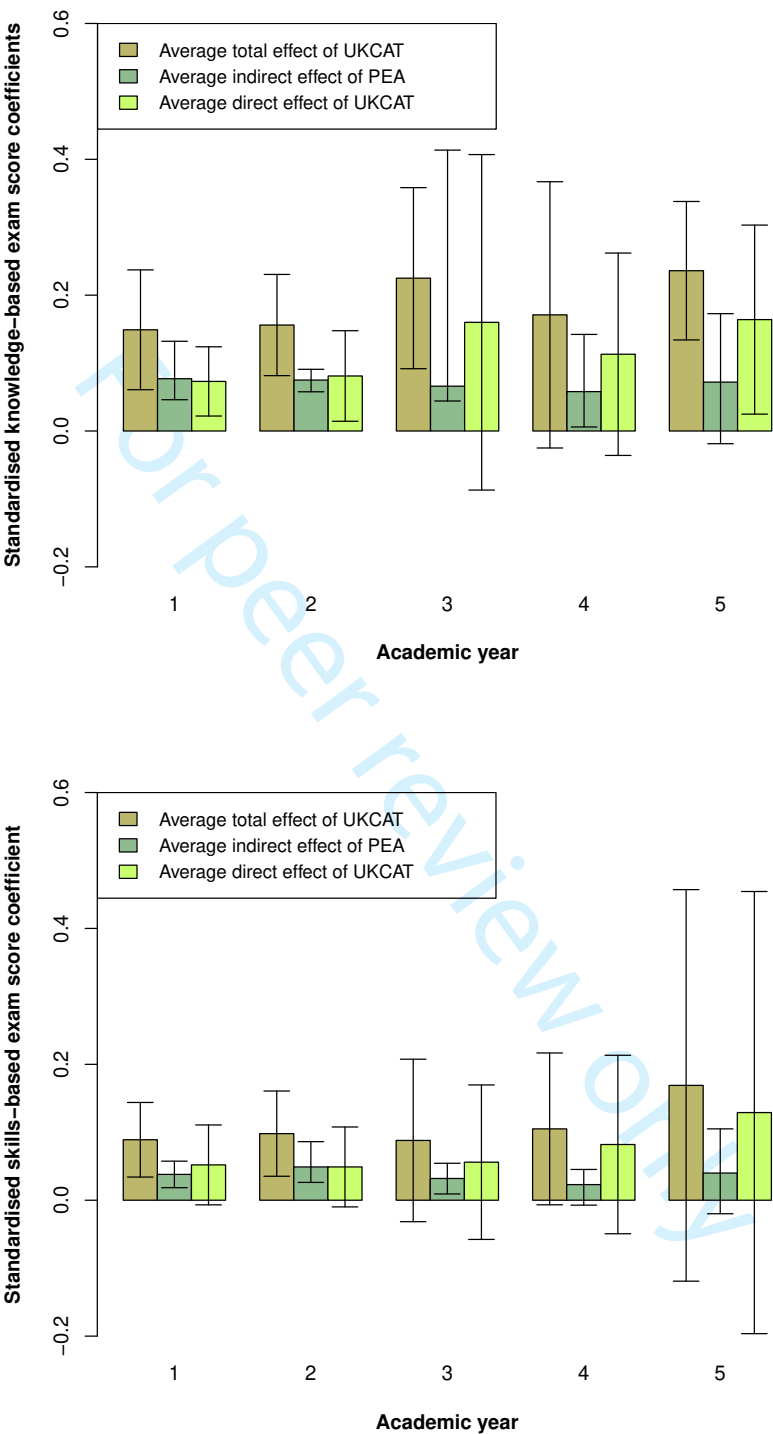 Standardised knowledge−based exam score coefficients
0.6
0.4
0.2
0.0
−0.2
Average total effect of UKCAT
Average indirect effect of PEA
Average direct effect of UKCAT
1 2 3 4 5
Academic year
For peer review only
Standardised skills−based exam score coefficient
0.6
0.4
0.2
0.0
−0.2
Average total effect of UKCAT
Average indirect effect of PEA
Average direct effect of UKCAT
1 2 3 4 5
Academic year